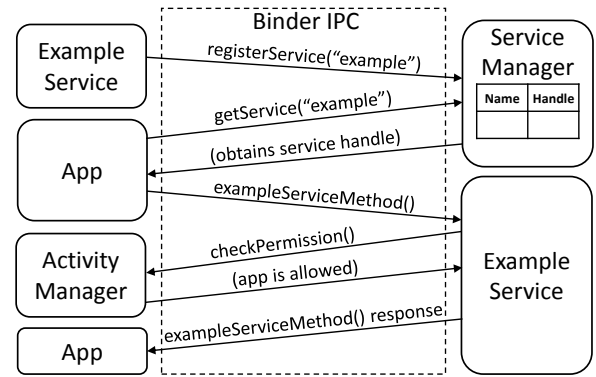 Binder IPC
Example
Service
registerService(“example”)
Service
Manager
Name Handle
getService(“example”)
App
(obtains service handle)
exampleServiceMethod()
checkPermission()
Activity
Manager
(app is allowed)
Example
Service
exampleServiceMethod() response
App